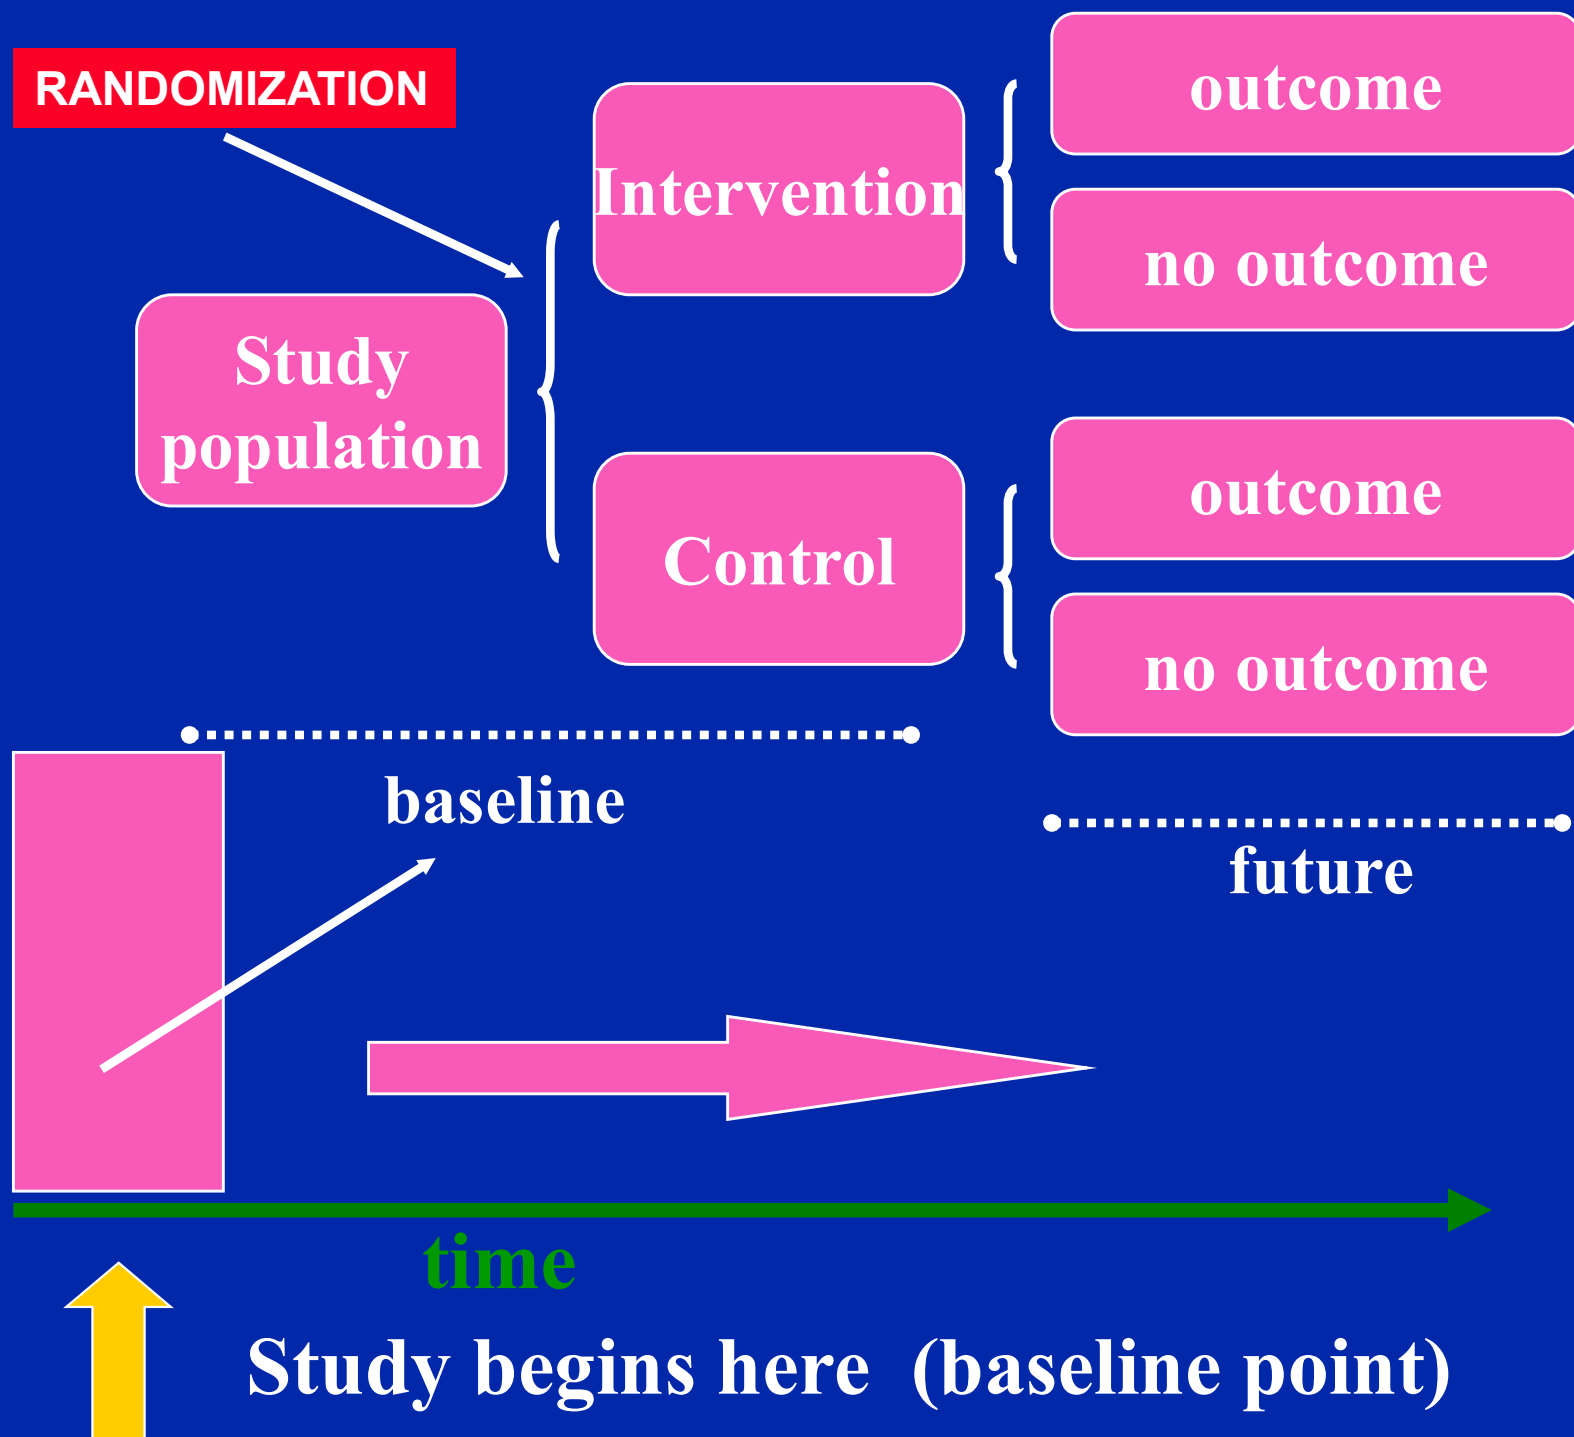 RANDOMIZATION
outcome
Intervention
no outcome
Study
population
outcome
Control
no outcome
baseline
future
time
Study begins here (baseline point)